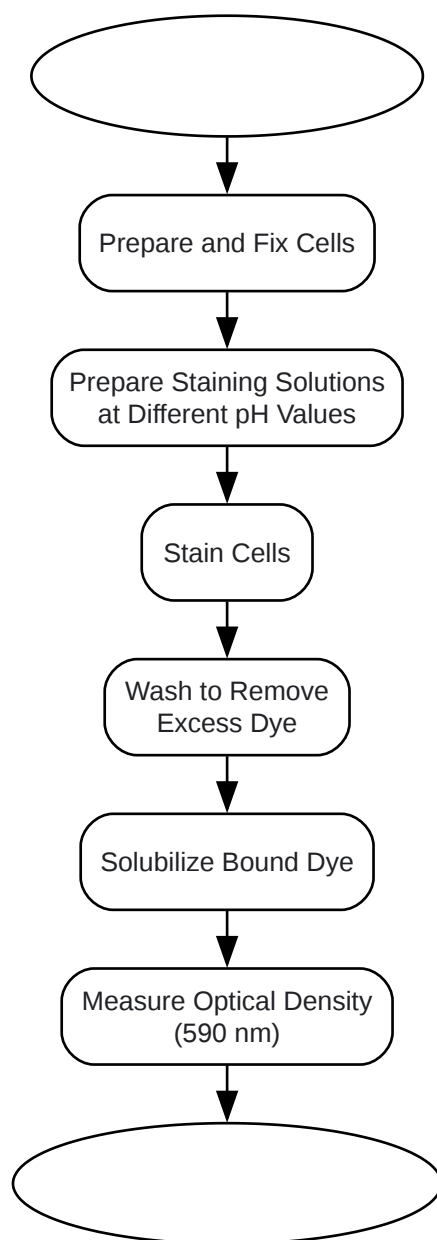 Prepare and Fix Cells
Prepare Staining Solutions
at Different pH Values
Stain Cells
Wash to Remove
Excess Dye
Solubilize Bound Dye
Measure Optical Density
(590 nm)